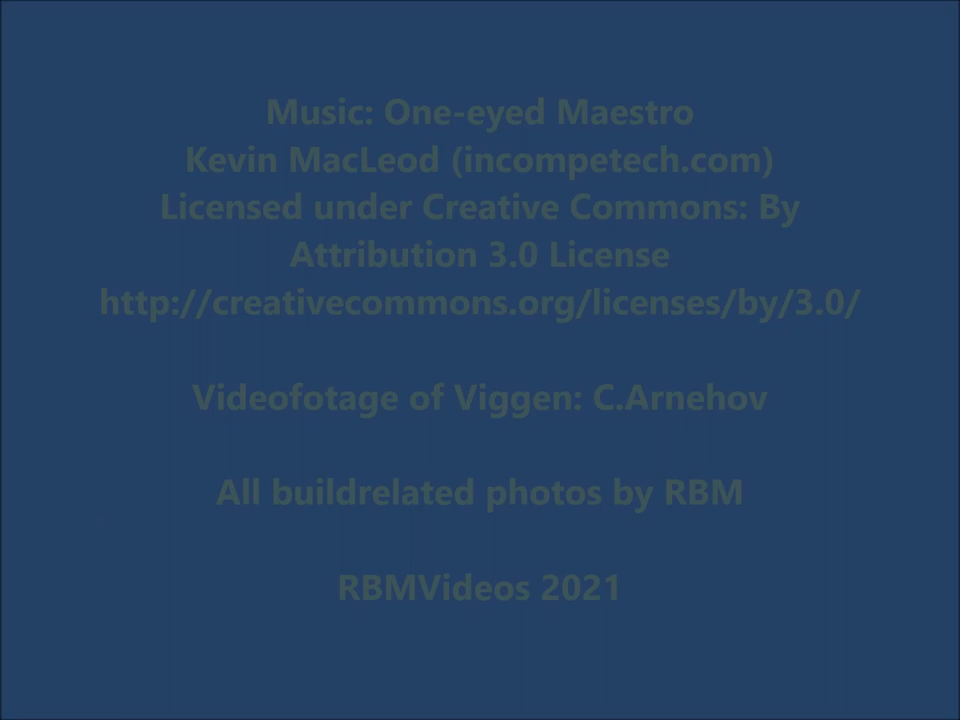 Music: One-eyed Maestro
Kevin MacLeod (incompetech.com)
Licensed under Creative Commons: By
Attribution 3.0 License
http://creativecommons.org/licenses/by/3.0/
Videofotage of Viggen: C.Arnehov
All buildrelated photos by RBM
RBMVideos 2021